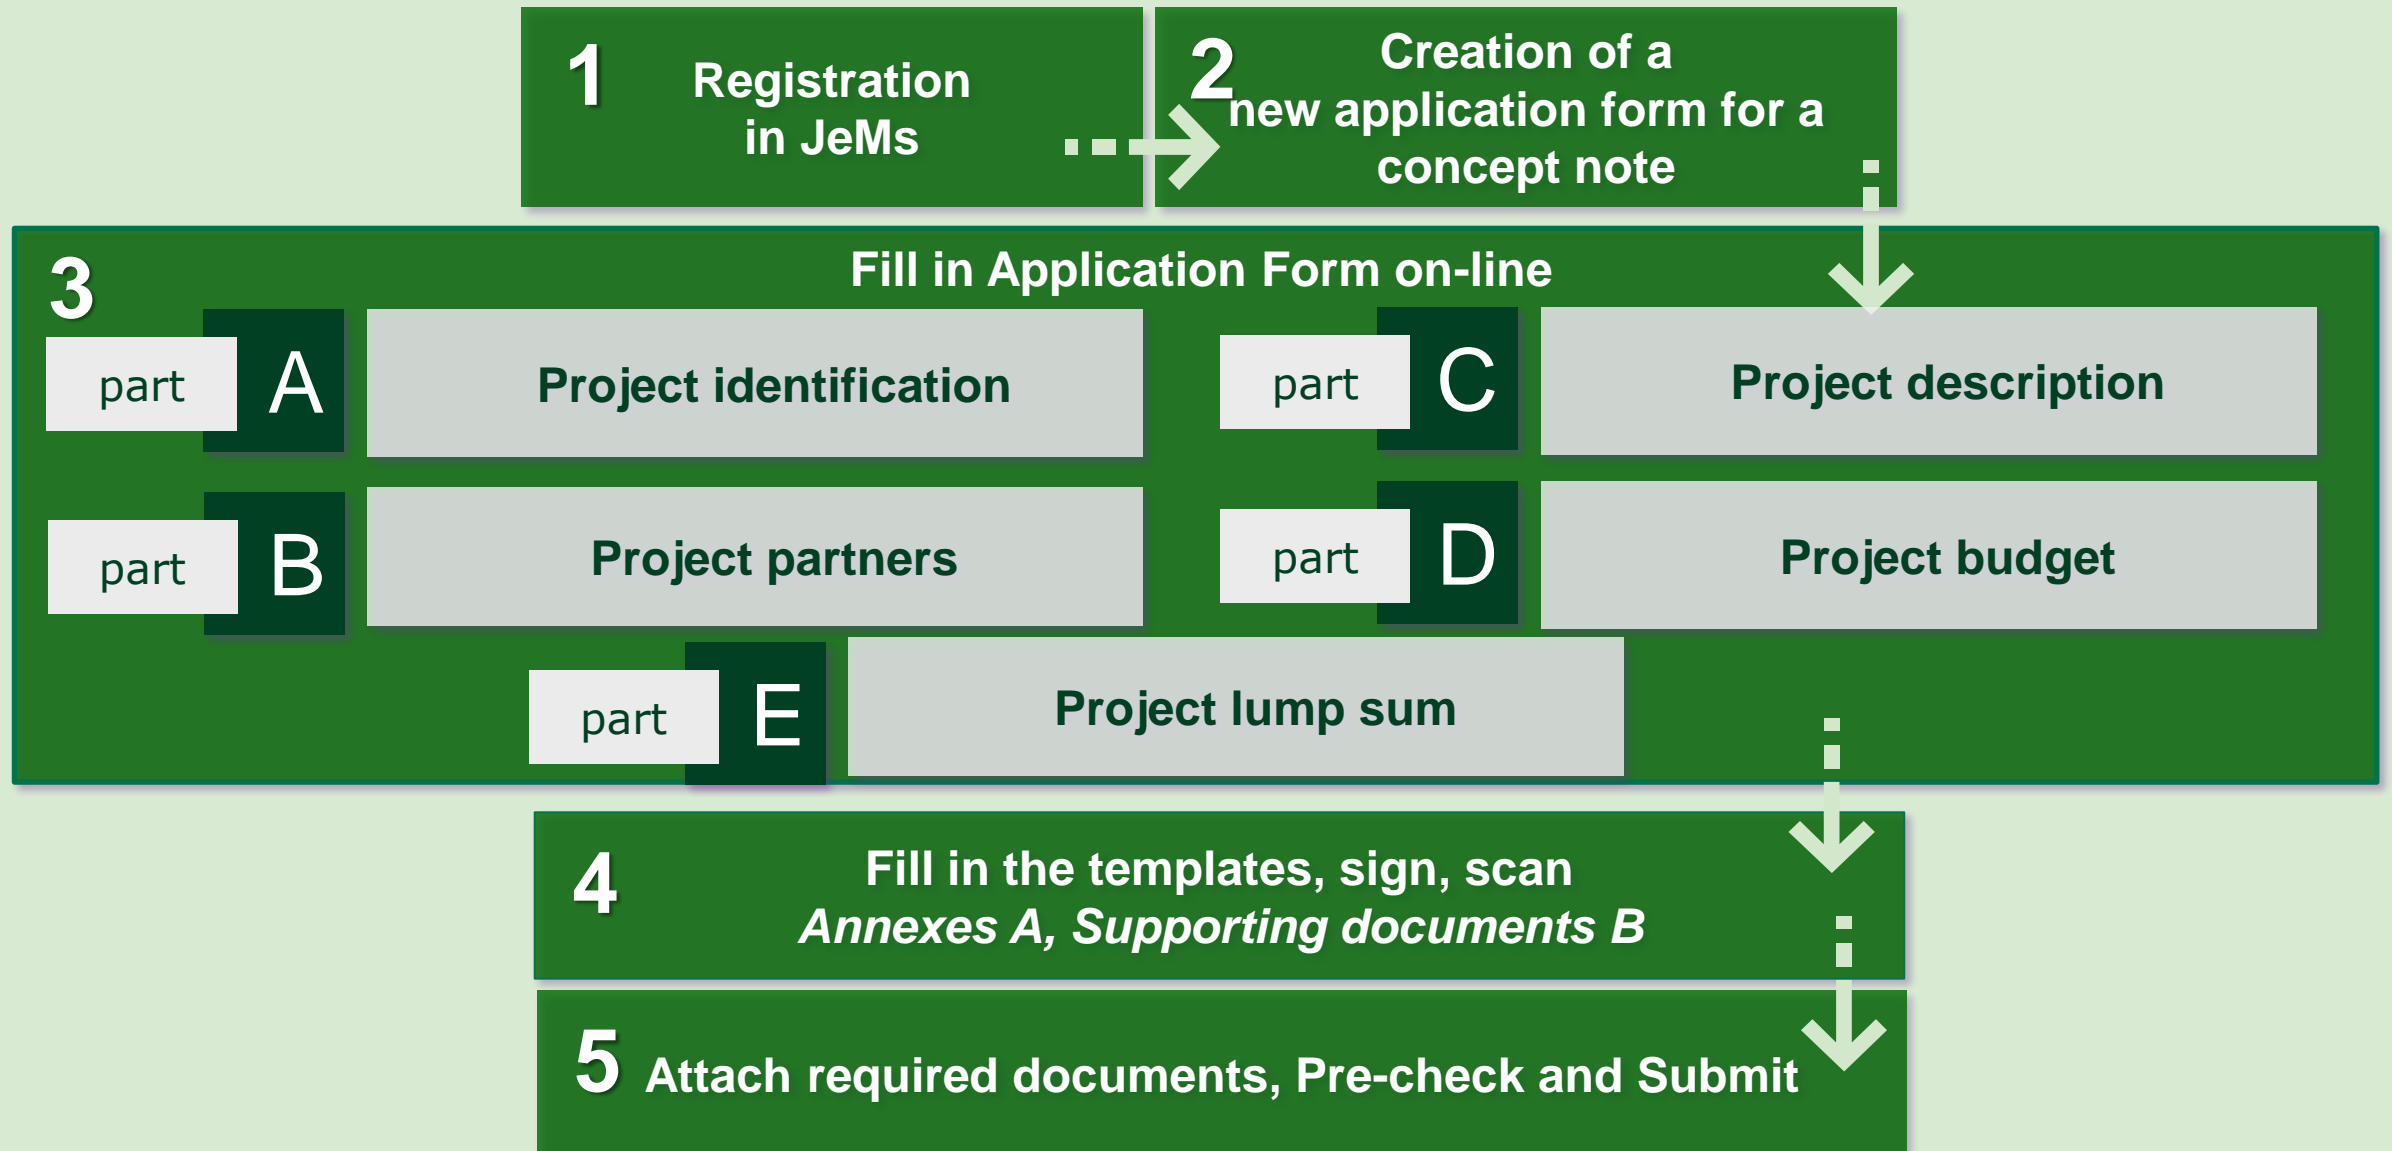 1
Registration
in JeMs
2
Creation of a
new application form for a
concept note
3
Fill in Application Form on-line
part A
Project identification
part B
Project partners
part C
Project description
part D
Project budget
part E
Project lump sum
4
Fill in the templates, sign, scan
Annexes A, Supporting documents B
5
Attach required documents, Pre-check and Submit